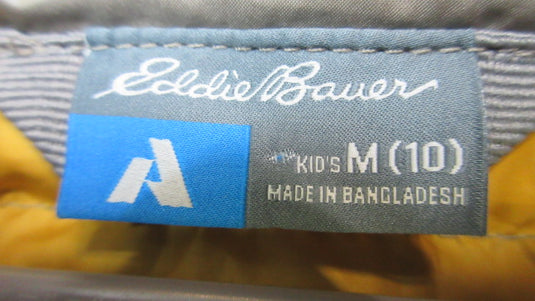 Eddie Bauer
KID'S M (10)
MADE IN BANGLADESH